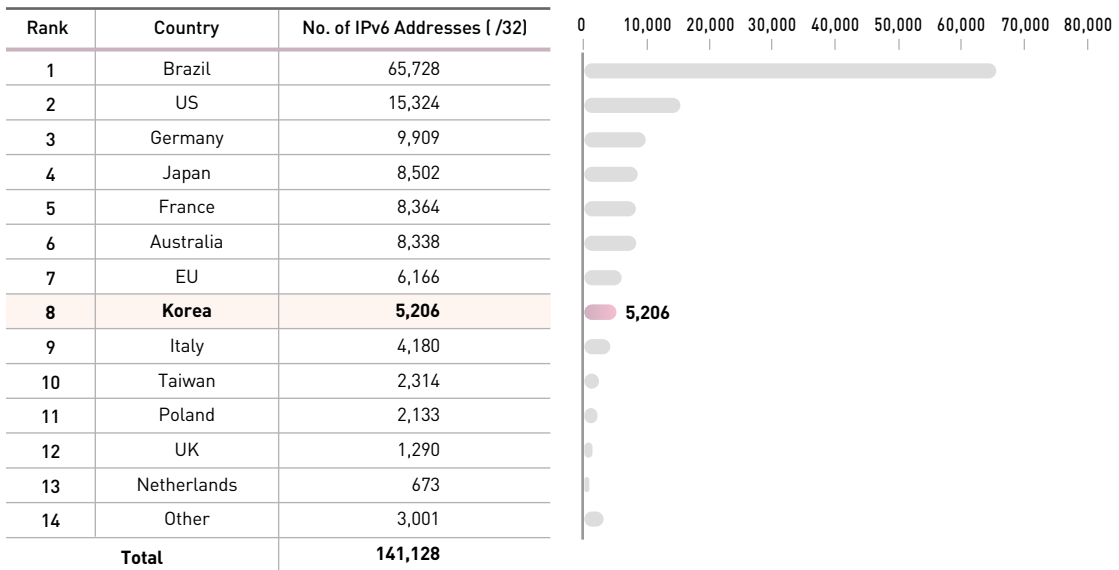 Rank Country No. of IPv6 Addresses ( /32)
1 Brazil 65,728
2 US 15,324
3 Germany 9,909
4 Japan 8,502
5 France 8,364
6 Australia 8,338
7 EU 6,166
8 Korea 5,206
9 Italy 4,180
10 Taiwan 2,314
11 Poland 2,133
12 UK 1,290
13 Netherlands 673
14 Other 3,001
Total 141,128
0 10,000 20,000 30,000 40,000 50,000 60,000 70,000 80,000
5,206